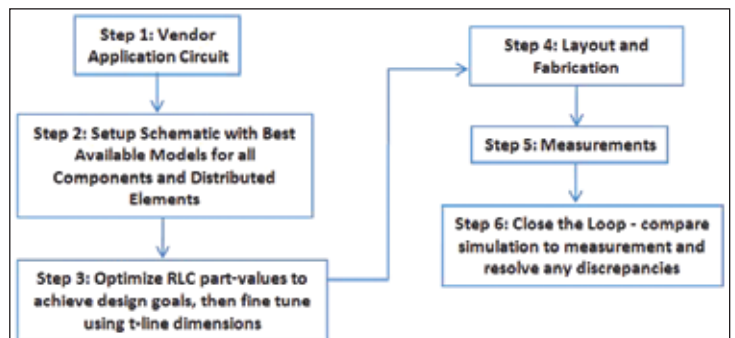 Step 1: Vendor
Application Circuit
Step 2: Setup Schematic with Best
Available Models for all
Components and Distributed
Elements
Step 3: Optimize RLC part-values to
achieve design goals, then fine tune
using t-line dimensions
Step 4: Layout and
Fabrication
Step 5: Measurements
Step 6: Close the Loop - compare
simulation to measurement and
resolve any discrepancies